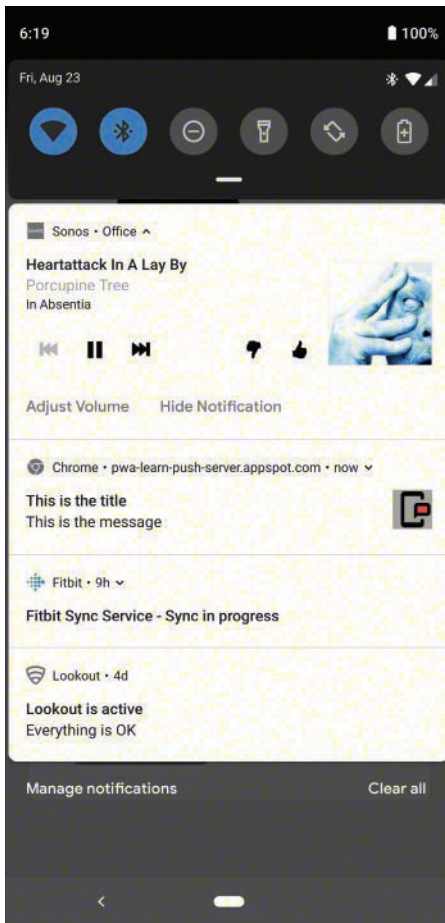 6:19
100%
Fri, Aug 23
Sonos • Office
Heartattack In A Lay By
Porcupine Tree
In Absentia
Adjust Volume Hide Notification
Chrome • pwa-learn-push-server.appspot.com • now
This is the title
This is the message
Fitbit • 9h
Fitbit Sync Service - Sync in progress
Lookout • 4d
Lookout is active
Everything is OK
Manage notifications
Clear all